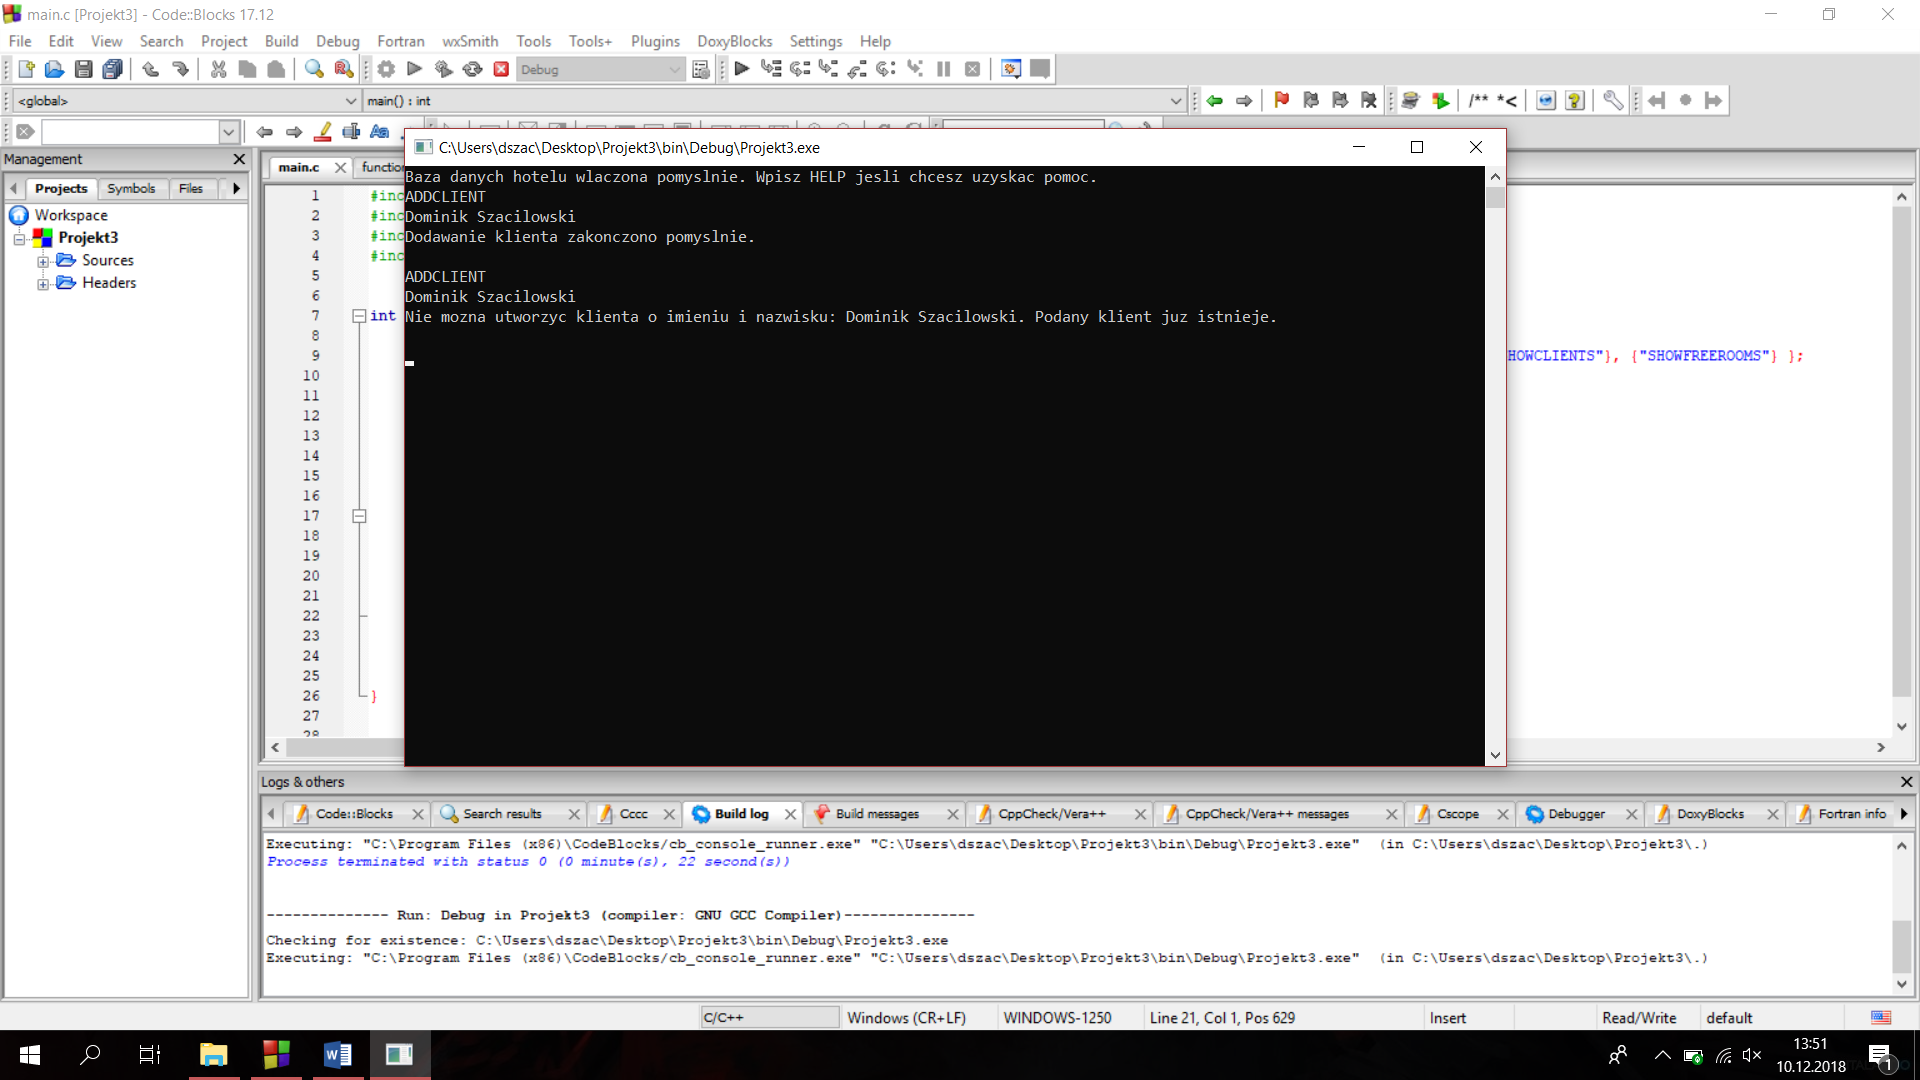 main.c [Projekt3] - Code::Blocks 17.12
File Edit View Search Project Build Debug Fortran wxSmith Tools Tools+ Plugins DoxyBlocks Settings Help
Debug
<global> main() : int
/** *<
Management
Projects Symbols Files
Workspace
Projekt3
Sources
Headers
main.c functio
C:\Users\dszac\Desktop\Projekt3\bin\Debug\Projekt3.exe
Baza danych hotelu wlaczona pomyslnie. Wpisz HELP jesli chcesz uzyskac pomoc.
ADDCLIENT
Dominik Szacilowski
Dodawanie klienta zakonczono pomyslnie.
ADDCLIENT
Dominik Szacilowski
Nie mozna utworzyc klienta o imieniu i nazwisku: Dominik Szacilowski. Podany klient juz istnieje.
1 #inc
2 #inc
3 #inc
4 #inc
5
6
7 int
8
9 HOWCLIENTS"}, {"SHOWFREEROOMS"} };
10
11
12
13
14
15
16
17
18
19
20
21
22
23
24
25
26 }
27
28
Logs & others
Code::Blocks Search results Cccc Build log Build messages CppCheck/Vera++ CppCheck/Vera++ messages Cscope Debugger DoxyBlocks Fortran info
Executing: "C:\Program Files (x86)\CodeBlocks/cb_console_runner.exe" "C:\Users\dszac\Desktop\Projekt3\bin\Debug\Projekt3.exe"  (in C:\Users\dszac\Desktop\Projekt3\.)
Process terminated with status 0 (0 minute(s), 22 second(s))
-------------- Run: Debug in Projekt3 (compiler: GNU GCC Compiler)---------------
Checking for existence: C:\Users\dszac\Desktop\Projekt3\bin\Debug\Projekt3.exe
Executing: "C:\Program Files (x86)\CodeBlocks/cb_console_runner.exe" "C:\Users\dszac\Desktop\Projekt3\bin\Debug\Projekt3.exe"  (in C:\Users\dszac\Desktop\Projekt3\.)
C/C++ Windows (CR+LF) WINDOWS-1250 Line 21, Col 1, Pos 629 Insert Read/Write default
13:51
10.12.2018
1